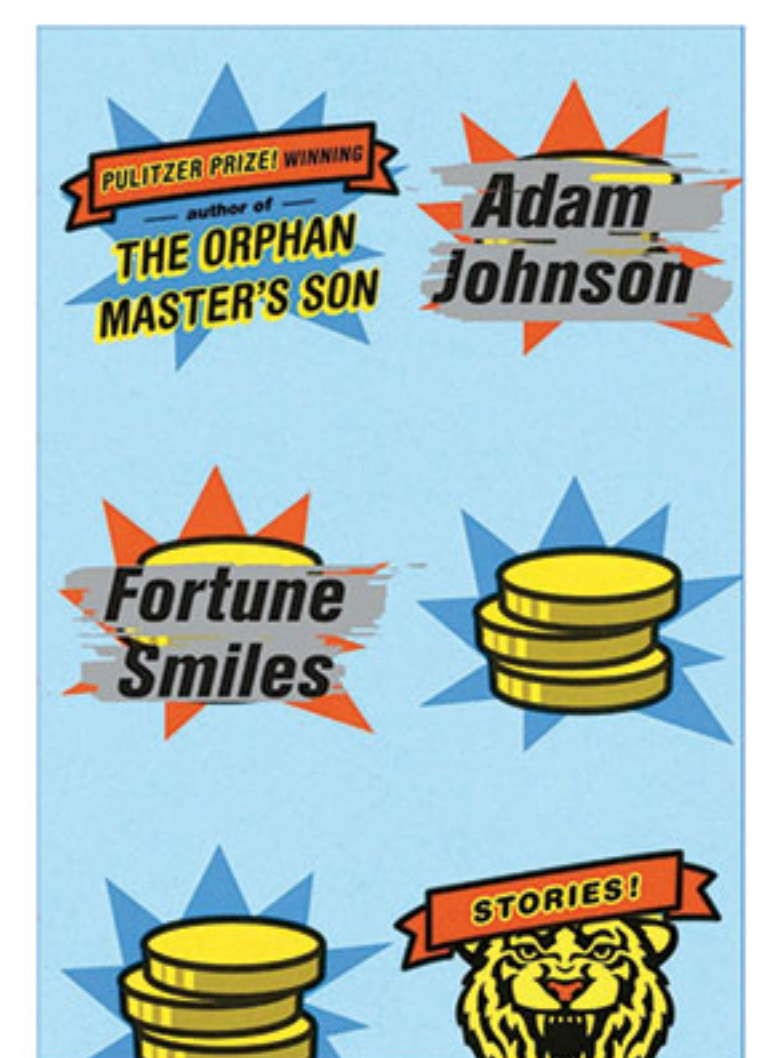 PULITZER PRIZE! WINNING
author of
THE ORPHAN
MASTER'S SON
Adam
Johnson
Fortune
Smiles
STORIES!